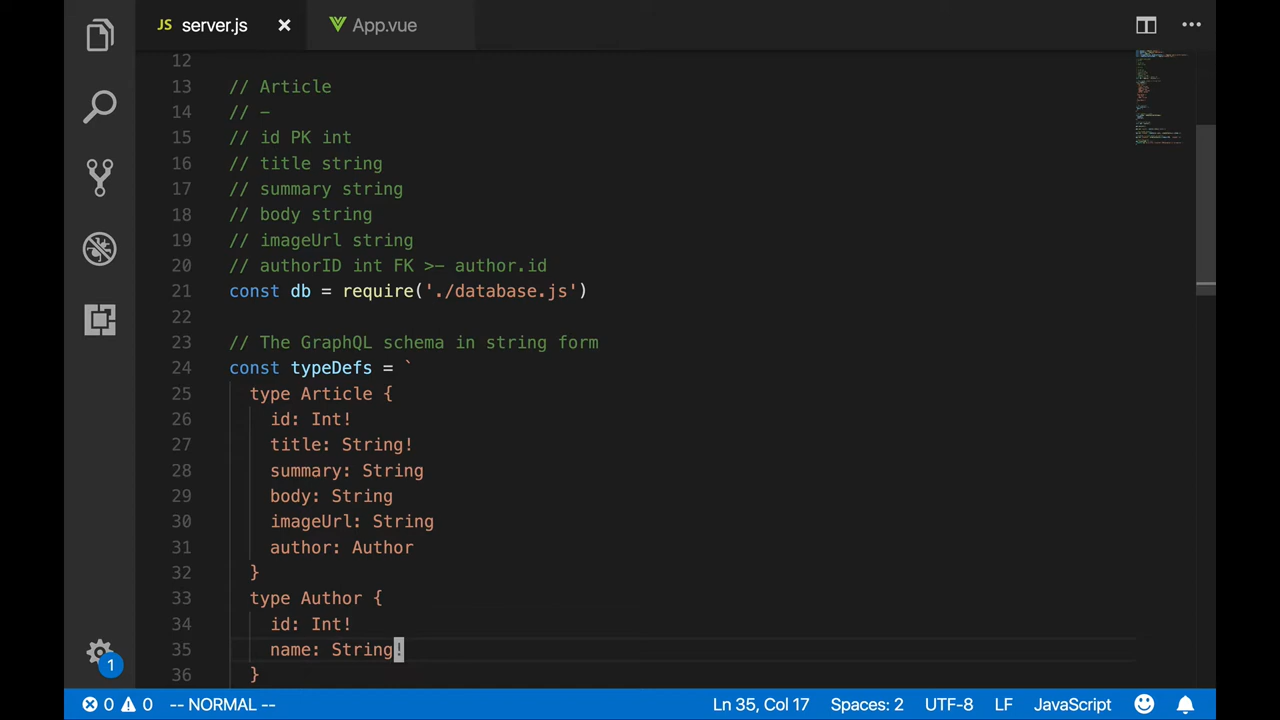 JS server.js × App.vue
12
13 // Article
14 // -
15 // id PK int
16 // title string
17 // summary string
18 // body string
19 // imageUrl string
20 // authorID int FK >- author.id
21 const db = require('./database.js')
22
23 // The GraphQL schema in string form
24 const typeDefs = `
25 type Article {
26 id: Int!
27 title: String!
28 summary: String
29 body: String
30 imageUrl: String
31 author: Author
32 }
33 type Author {
34 id: Int!
35 name: String!
36 }
1
0 0 -- NORMAL -- Ln 35, Col 17 Spaces: 2 UTF-8 LF JavaScript